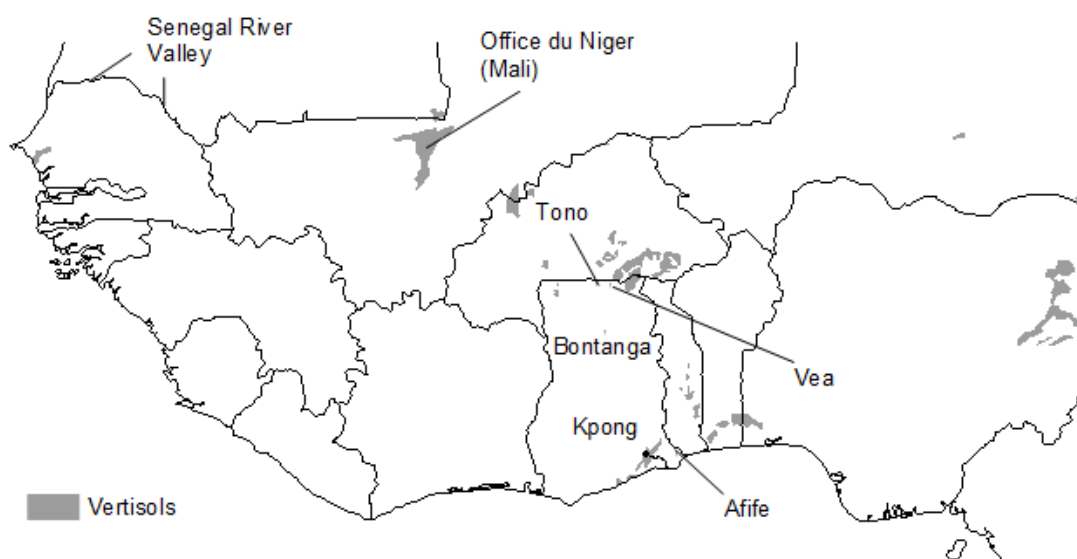 Senegal River
Valley
Office du Niger
(Mali)
Tono
Bontanga
Vea
Kpong
Afife
Vertisols